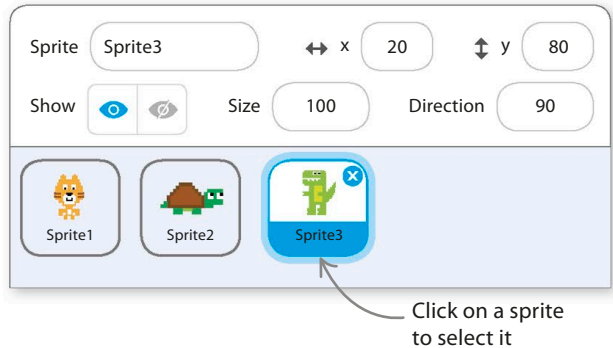 Sprite Sprite3 x 20 y 80
Show Size 100 Direction 90
Sprite1 Sprite2 Sprite3
Click on a sprite
to select it